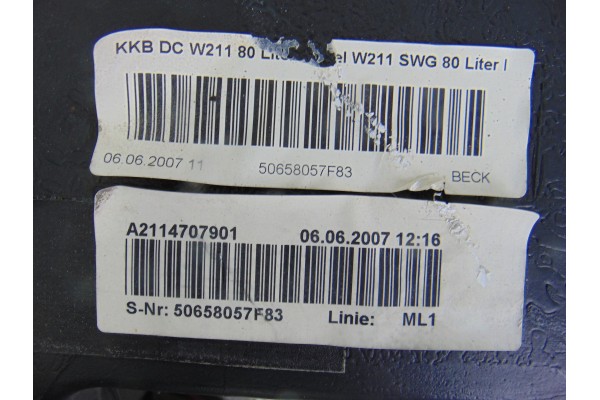 KKB DC W211 80 el W211 SWG 80 Liter
06.06.2007 11 50658057F83 BECK
A2114707901 06.06.2007 12:16
S-Nr: 50658057F83 Linie: ML1